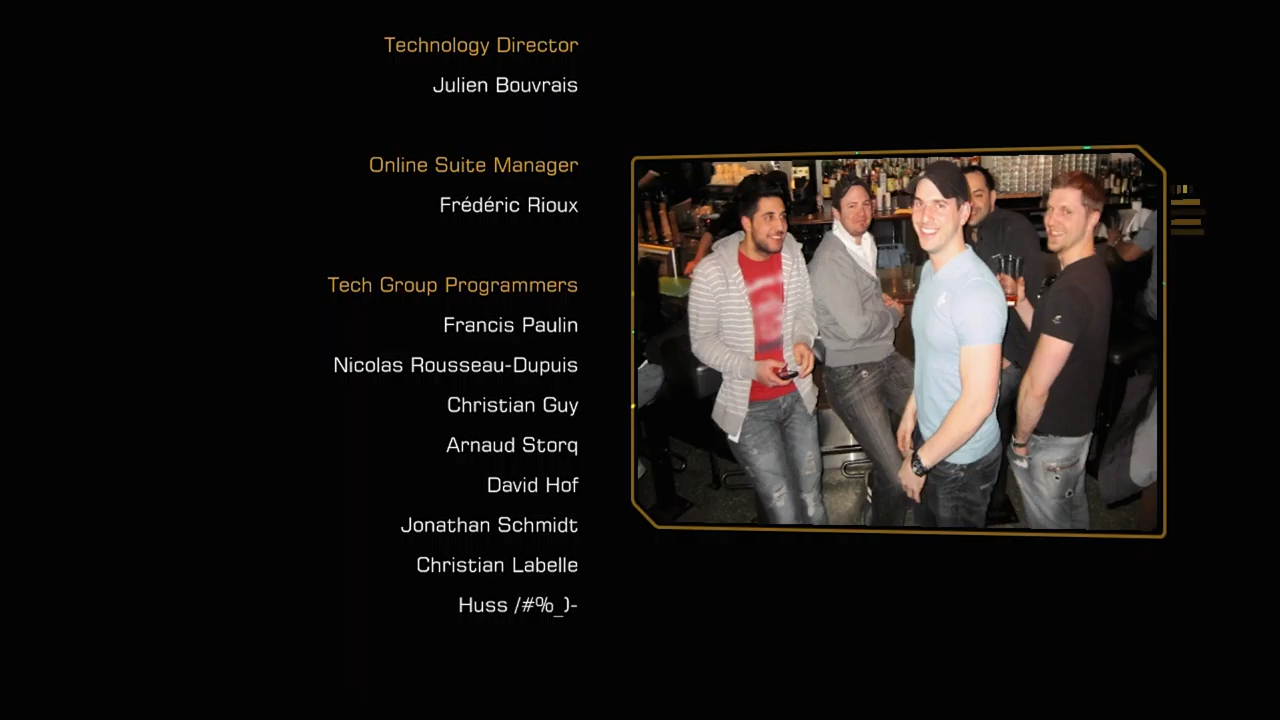 Technology Director
Julien Bouvrais
Online Suite Manager
Frédéric Rioux
Tech Group Programmers
Francis Paulin
Nicolas Rousseau-Dupuis
Christian Guy
Arnaud Storq
David Hof
Jonathan Schmidt
Christian Labelle
Huss /#%_)-